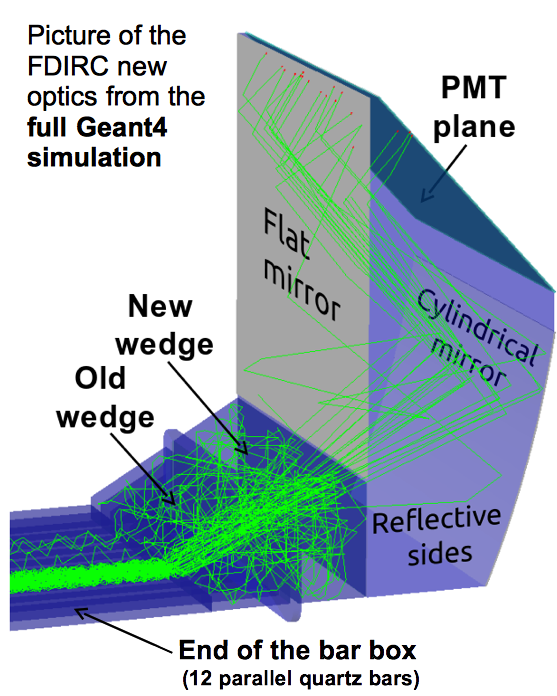 Picture of the
FDIRC new
optics from the
full Geant4
simulation
PMT
plane
Flat
mirror
Cylindrical
mirror
New
wedge
Old
wedge
Reflective
sides
End of the bar box
(12 parallel quartz bars)